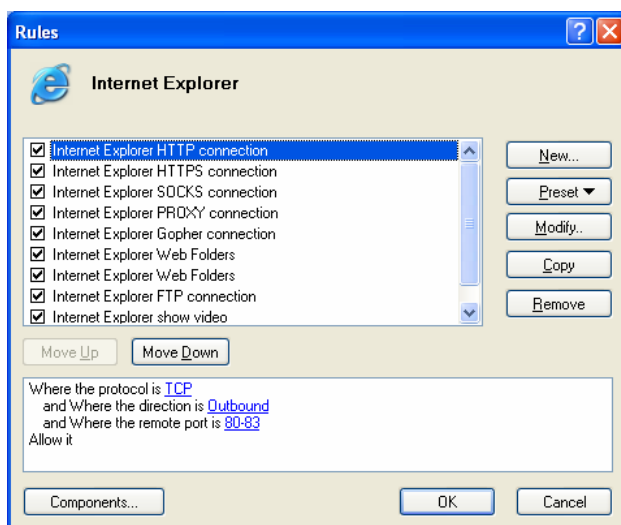 Rules
Internet Explorer
Internet Explorer HTTP connection
Internet Explorer HTTPS connection
Internet Explorer SOCKS connection
Internet Explorer PROXY connection
Internet Explorer Gopher connection
Internet Explorer Web Folders
Internet Explorer Web Folders
Internet Explorer FTP connection
Internet Explorer show video
New...
Preset
Modify..
Copy
Remove
Move Up
Move Down
Where the protocol is TCP
and Where the direction is Outbound
and Where the remote port is 80-83
Allow it
Components...
OK
Cancel